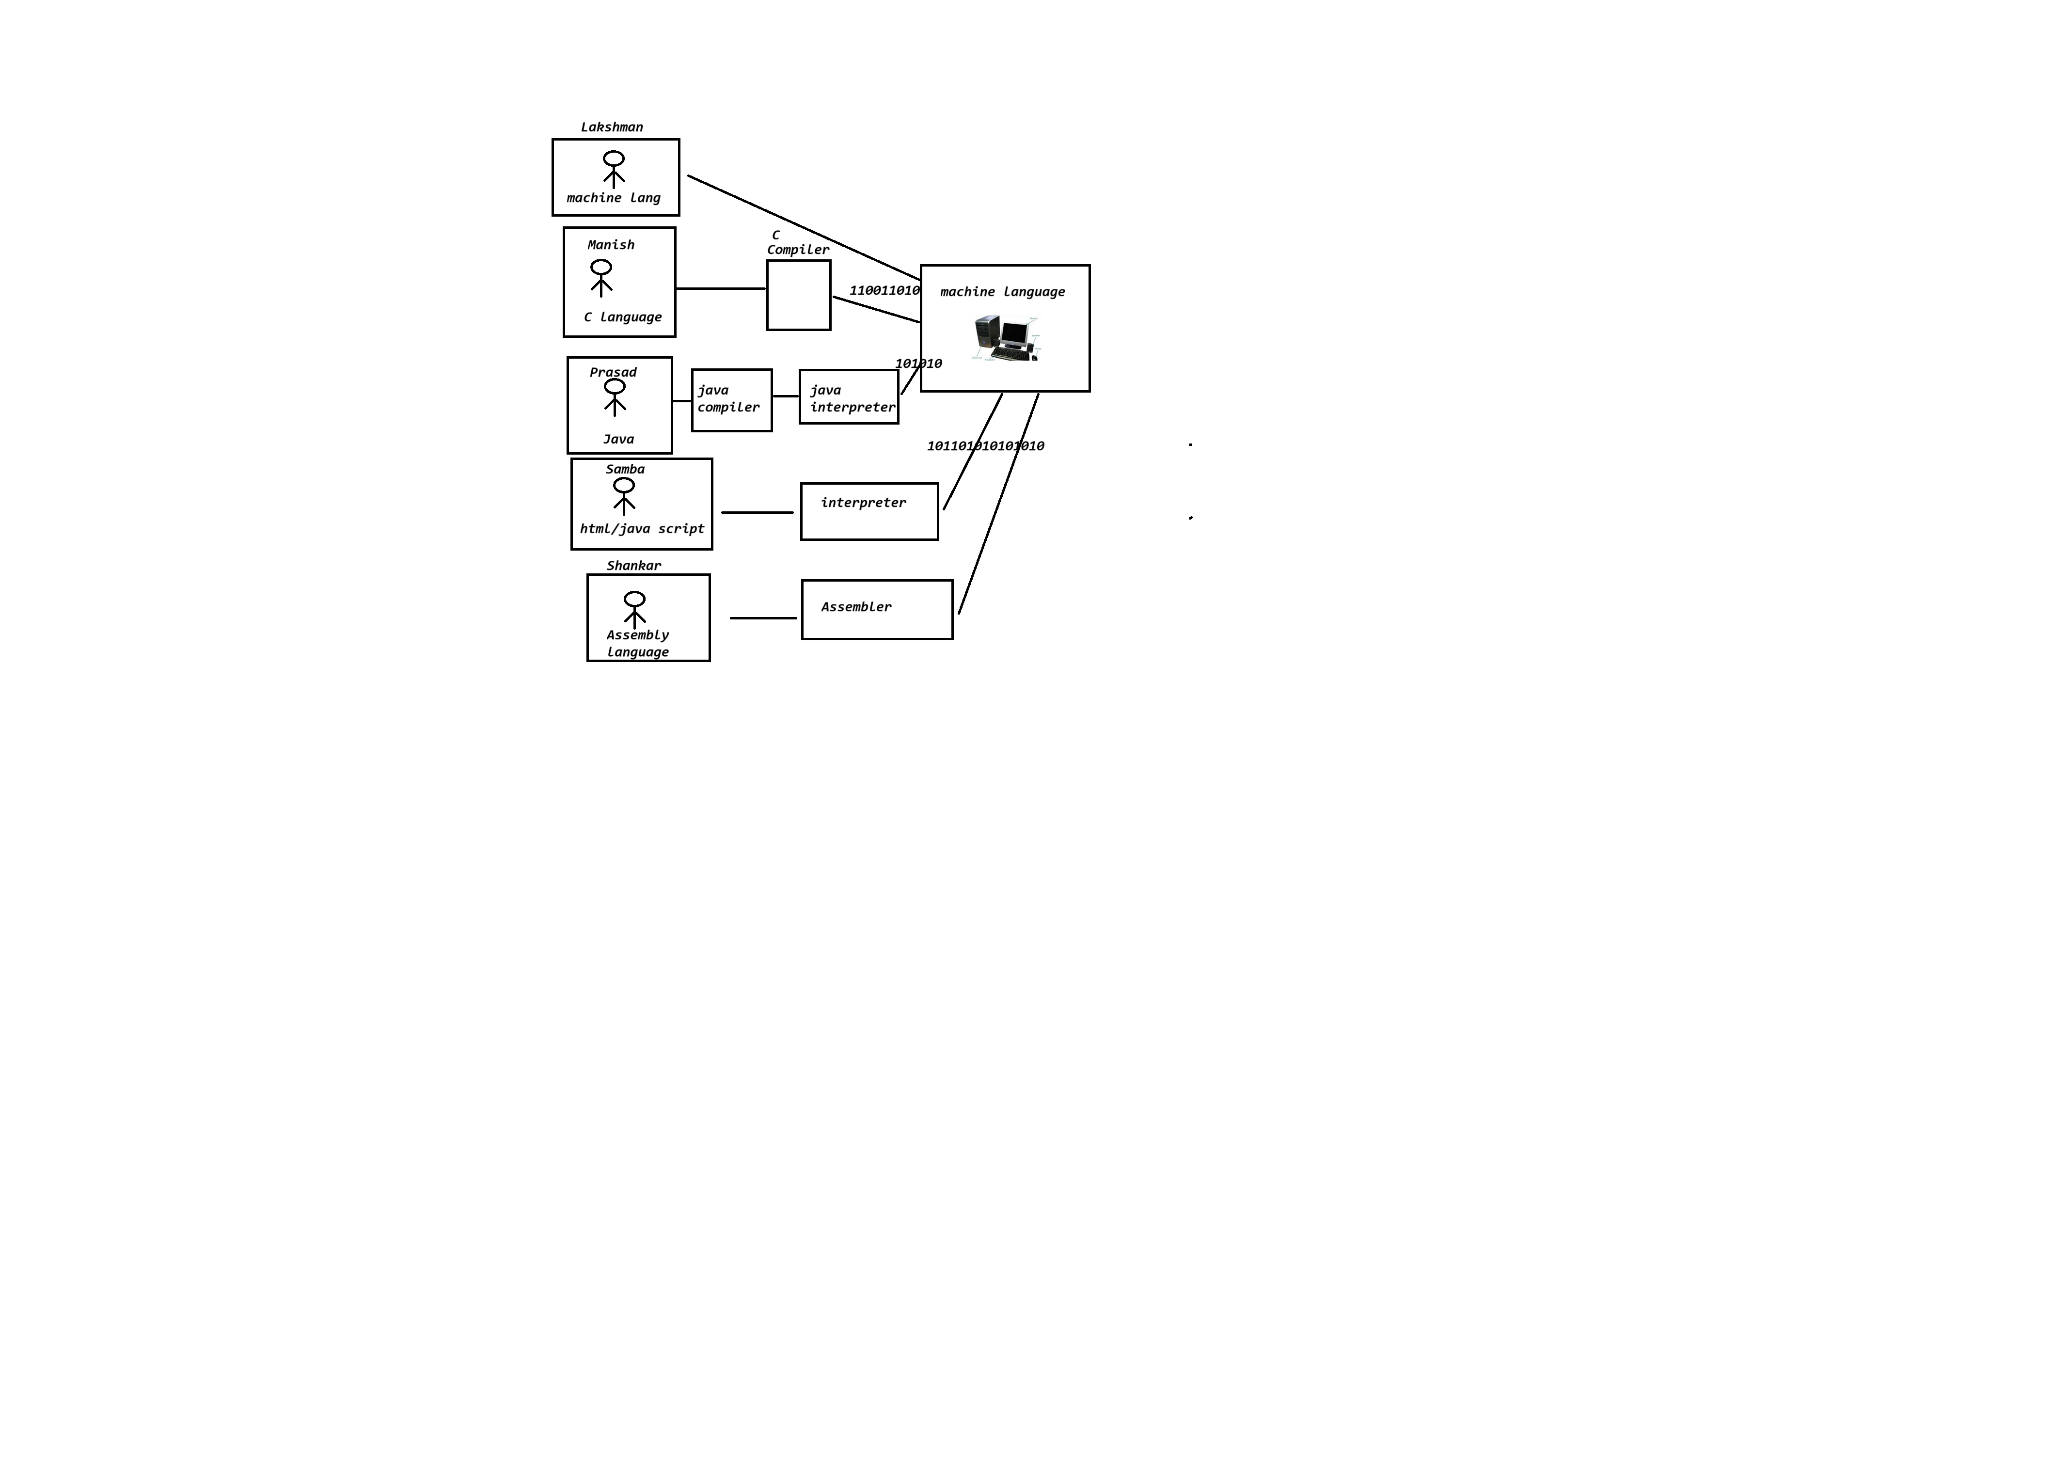 Lakshman
machine lang
Manish
C language
C
Compiler
110011010
machine language
Prasad
Java
java
compiler
java
interpreter
101010
101101010101010
Samba
html/java script
interpreter
Shankar
Assembly
language
Assembler